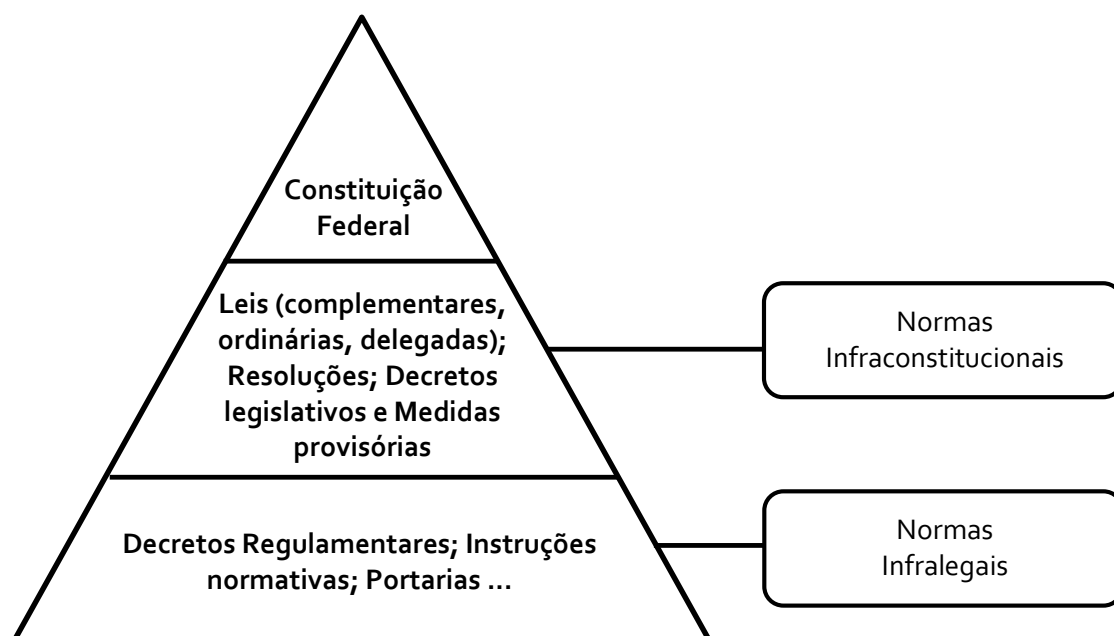 Constituição
Federal
Leis (complementares,
ordinárias, delegadas);
Resoluções; Decretos
legislativos e Medidas
provisórias
Normas
Infraconstitucionais
Decretos Regulamentares; Instruções
normativas; Portarias ...
Normas
Infralegais